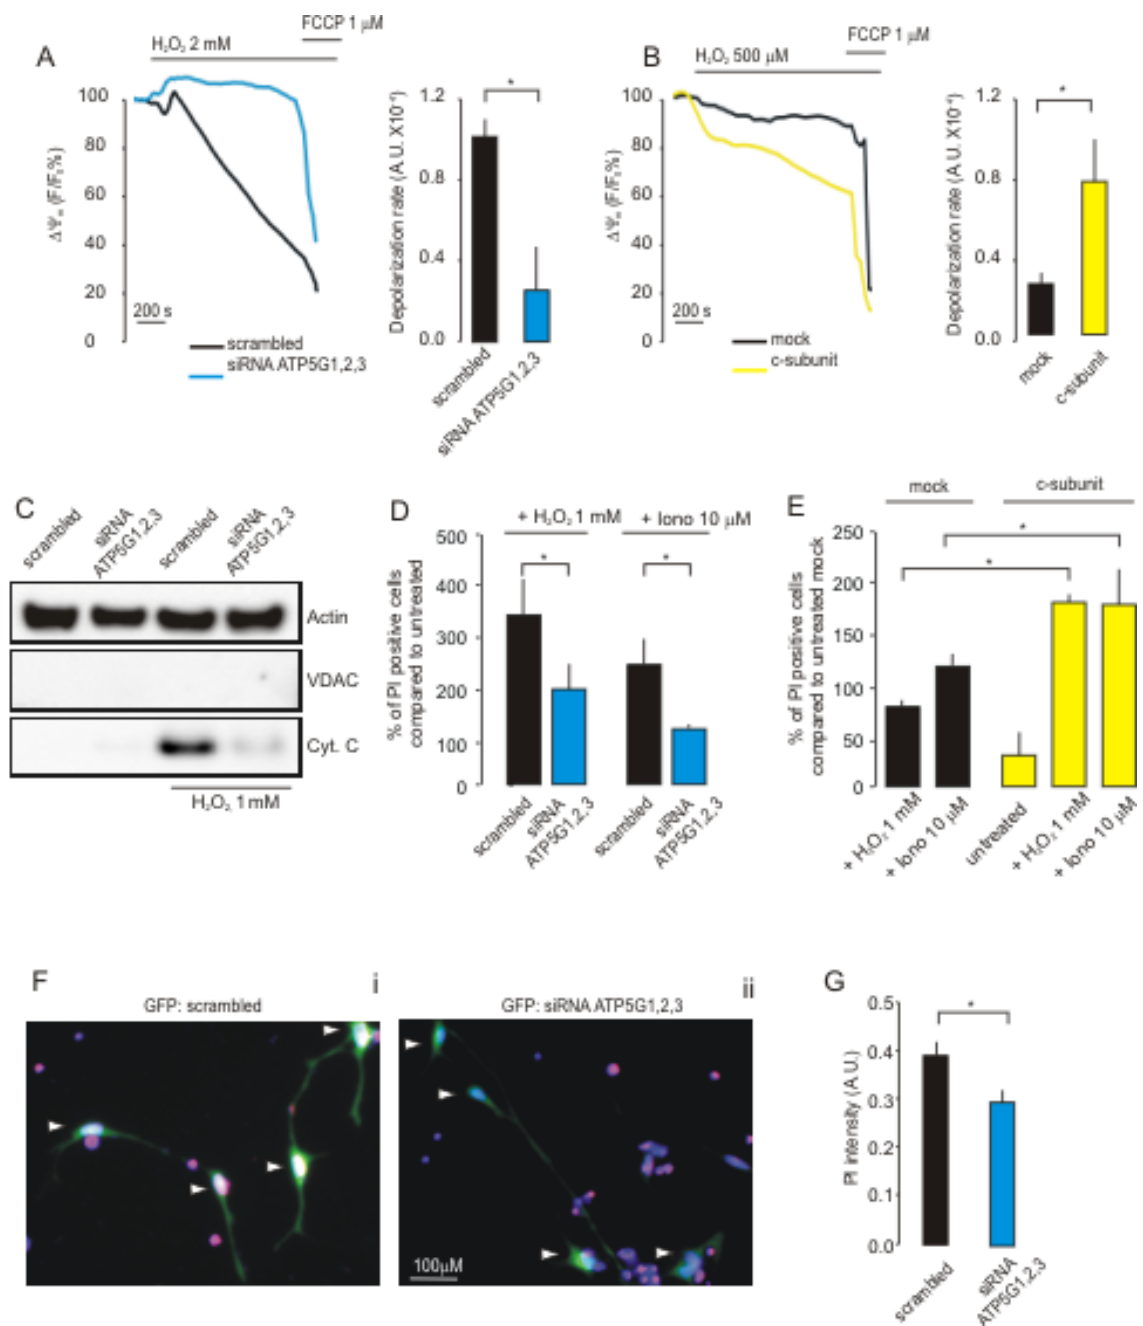 A
H₂O₂ 2 mM
FCCP 1 µM
ΔΨₘ (F/F₀%)
100
80
60
40
20
0
200 s
scrambled
siRNA ATP5G1,2,3
Depolarization rate (A.U. X10⁻⁴)
1.2
0.8
0.4
0.0
*
scrambled
siRNA ATP5G1,2,3
B
H₂O₂ 500 µM
FCCP 1 µM
ΔΨₘ (F/F₀%)
100
80
60
40
20
0
200 s
mock
c-subunit
Depolarization rate (A.U. X10⁻⁴)
1.2
0.8
0.4
0.0
*
mock
c-subunit
C
scrambled
siRNA
ATP5G1,2,3
scrambled
siRNA
ATP5G1,2,3
Actin
VDAC
Cyt. C
H₂O₂ 1 mM
D
+ H₂O₂ 1 mM
+ Iono 10 µM
% of PI positive cells
compared to untreated
500
400
300
200
100
0
*
*
scrambled
siRNA
ATP5G1,2,3
scrambled
siRNA
ATP5G1,2,3
E
mock
c-subunit
% of PI positive cells
compared to untreated mock
250
200
150
100
50
0
*
*
+ H₂O₂ 1 mM
+ Iono 10 µM
untreated
+ H₂O₂ 1 mM
+ Iono 10 µM
F
GFP: scrambled
i
GFP: siRNA ATP5G1,2,3
ii
100µM
G
PI intensity (A.U.)
0.5
0.4
0.3
0.2
0.1
0.0
*
scrambled
siRNA
ATP5G1,2,3